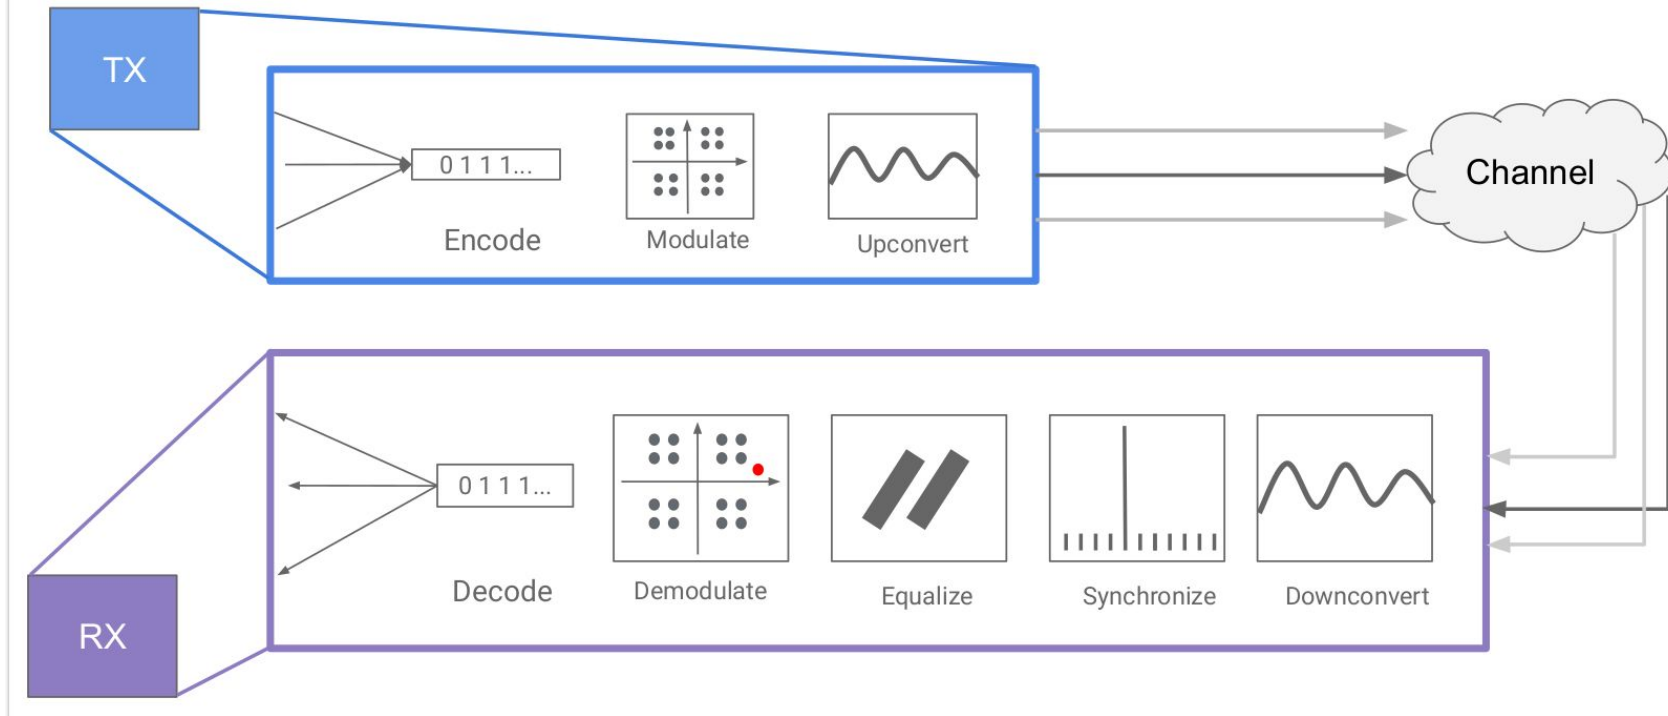 TX
0 1 1 1...
Encode
Modulate
Upconvert
Channel
0 1 1 1...
Decode
Demodulate
Equalize
Synchronize
Downconvert
RX